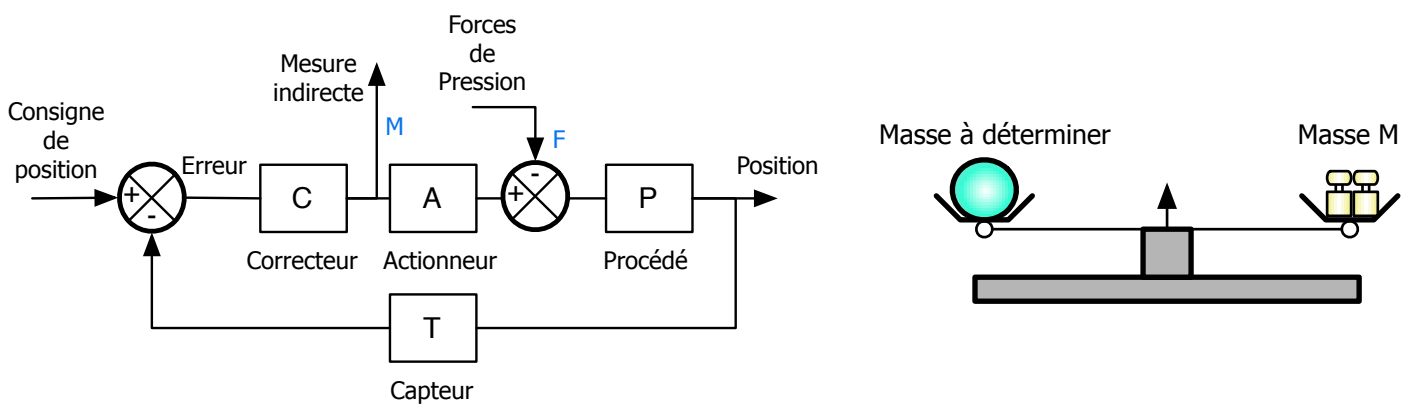 Consigne
de
position
+
-
Erreur
C
Correcteur
Mesure
indirecte
M
A
Actionneur
Forces
de
Pression
F
-
+
P
Procédé
Position
T
Capteur
Masse à déterminer
Masse M